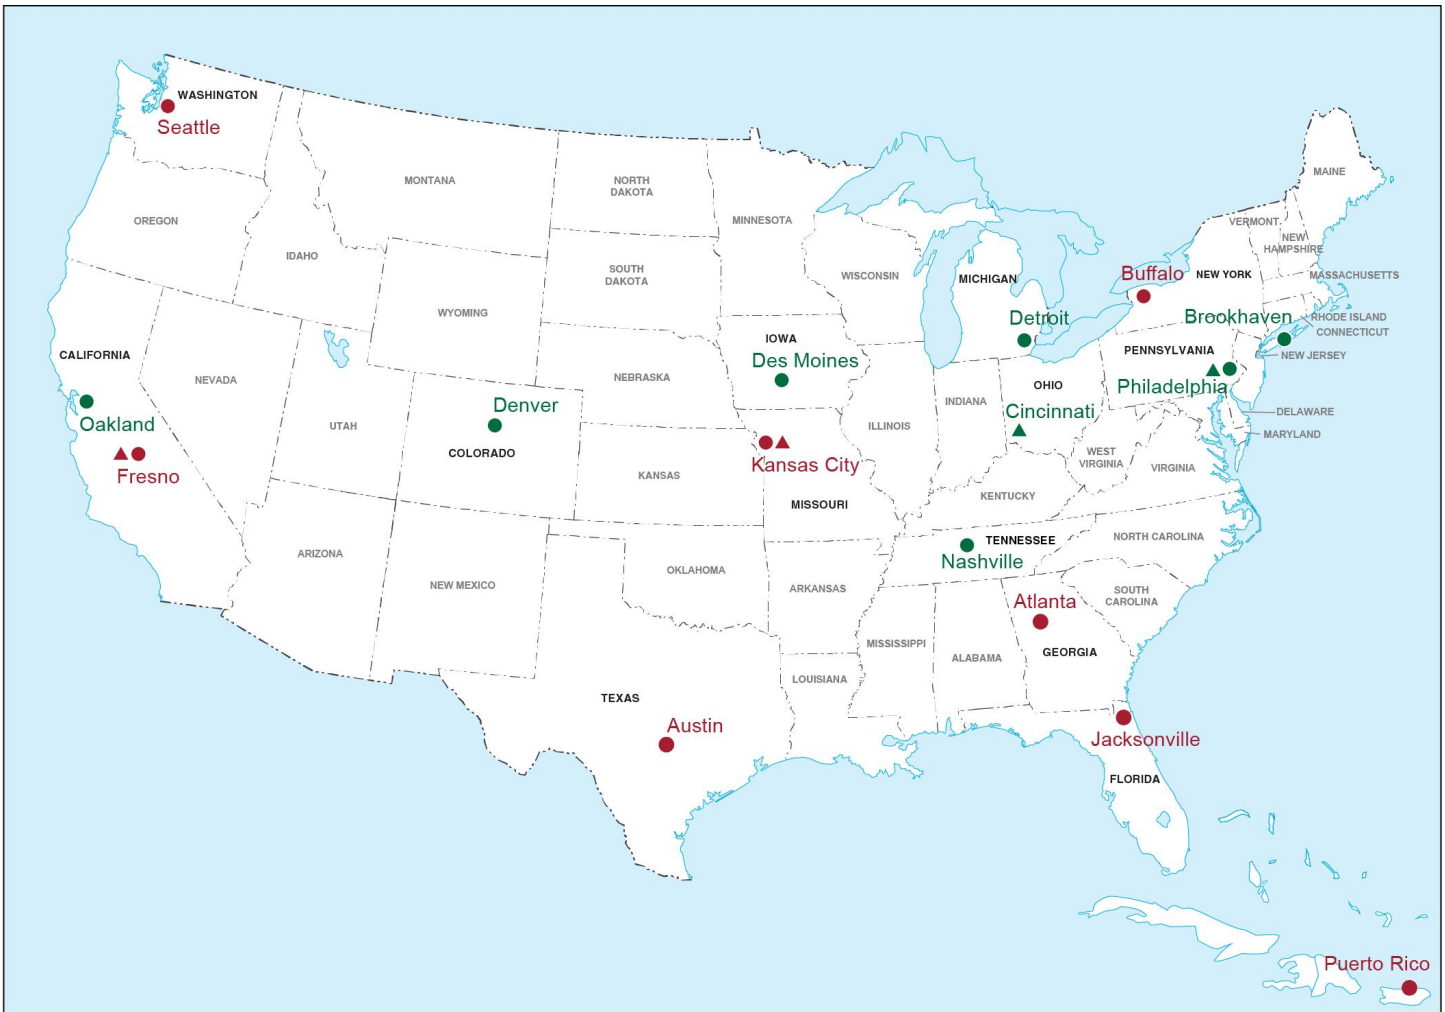 WASHINGTON
Seattle
MONTANA
NORTH
DAKOTA
MINNESOTA
MAINE
OREGON
IDAHO
SOUTH
DAKOTA
WISCONSIN
MICHIGAN
VERMONT
NEW
HAMPSHIRE
Buffalo
NEW YORK
MASSACHUSETTS
WYOMING
Detroit
Brookhaven
RHODE ISLAND
CONNECTICUT
IOWA
Des Moines
PENNSYLVANIA
NEW JERSEY
CALIFORNIA
NEVADA
NEBRASKA
OHIO
Philadelphia
Oakland
Denver
INDIANA
Cincinnati
DELAWARE
UTAH
ILLINOIS
MARYLAND
COLORADO
Fresno
KANSAS
Kansas City
WEST
VIRGINIA
VIRGINIA
MISSOURI
KENTUCKY
ARIZONA
TENNESSEE
NORTH CAROLINA
Nashville
NEW MEXICO
OKLAHOMA
ARKANSAS
SOUTH
CAROLINA
Atlanta
MISSISSIPPI
ALABAMA
GEORGIA
LOUISIANA
TEXAS
Austin
Jacksonville
FLORIDA
Puerto Rico